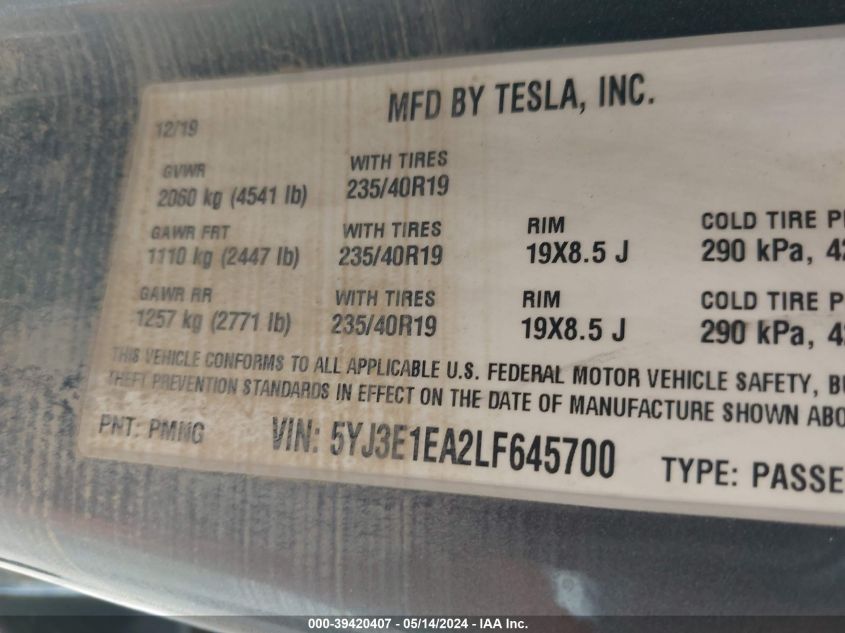 MFD BY TESLA, INC.
12/19
GVWR WITH TIRES
2060 kg (4541 lb) 235/40R19
GAWR FRT WITH TIRES RIM COLD TIRE P
1110 kg (2447 lb) 235/40R19 19X8.5 J 290 kPa, 42
GAWR RR WITH TIRES RIM COLD TIRE P
1257 kg (2771 lb) 235/40R19 19X8.5 J 290 kPa, 42
THIS VEHICLE CONFORMS TO ALL APPLICABLE U.S. FEDERAL MOTOR VEHICLE SAFETY, B
THEFT PREVENTION STANDARDS IN EFFECT ON THE DATE OF MANUFACTURE SHOWN ABO
PNT: PMNG VIN: 5YJ3E1EA2LF645700 TYPE: PASSE
000-39420407 - 05/14/2024 - IAA Inc.